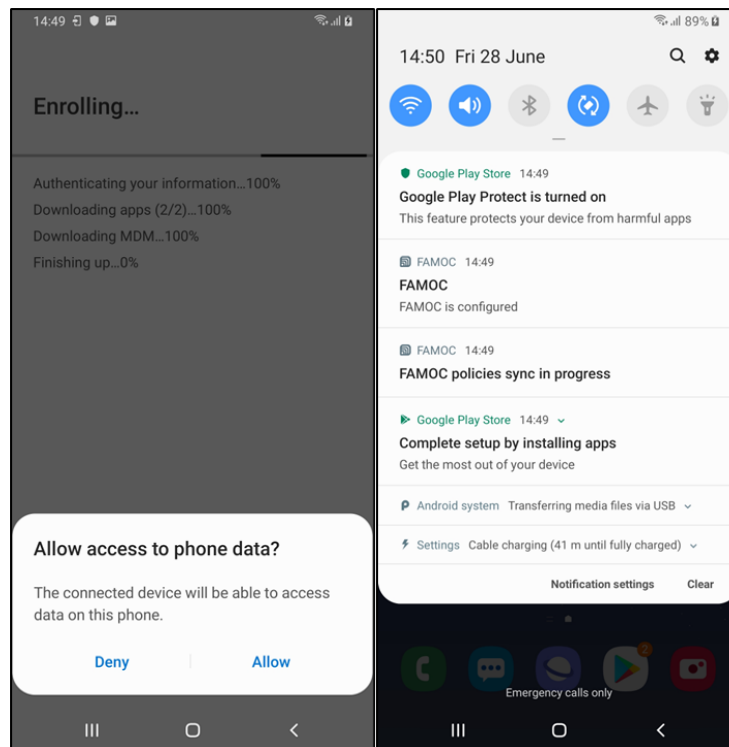 14:49
Enrolling...
Authenticating your information...100%
Downloading apps (2/2)...100%
Downloading MDM...100%
Finishing up...0%
Allow access to phone data?
The connected device will be able to access
data on this phone.
Deny Allow
89%
14:50 Fri 28 June
Google Play Store 14:49
Google Play Protect is turned on
This feature protects your device from harmful apps
FAMOC 14:49
FAMOC
FAMOC is configured
FAMOC 14:49
FAMOC policies sync in progress
Google Play Store 14:49
Complete setup by installing apps
Get the most out of your device
Android system Transferring media files via USB
Settings Cable charging (41 m until fully charged)
Notification settings Clear
2
Emergency calls only